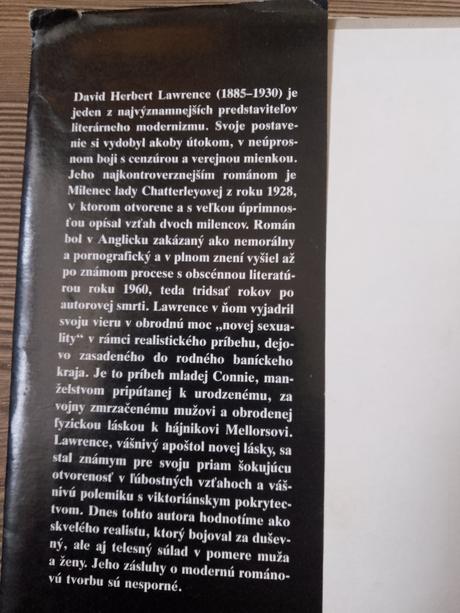 David Herbert Lawrence (1885–1930) je
jeden z najvýznamnejších predstaviteľov
literárneho modernizmu. Svoje postave-
nie si vydobyl akoby útokom, v neúpros-
nom boji s cenzúrou a verejnou mienkou.
Jeho najkontroverznejším románom je
Milenec lady Chatterleyovej z roku 1928,
v ktorom otvorene a s veľkou úprimnos-
ťou opísal vzťah dvoch milencov. Román
bol v Anglicku zakázaný ako nemorálny
a pornografický a v plnom znení vyšiel až
po známom procese s obscénnou literatú-
rou roku 1960, teda tridsať rokov po
autorovej smrti. Lawrence v ňom vyjadril
svoju vieru v obrodnú moc „novej sexua-
lity“ v rámci realistického príbehu, dejo-
vo zasadeného do rodného baníckeho
kraja. Je to príbeh mladej Connie, man-
želstvom pripútanej k urodzenému, za
vojny zmrzačenému mužovi a obrodenej
fyzickou láskou k hájnikovi Mellorsovi.
Lawrence, vášnivý apoštol novej lásky, sa
stal známym pre svoju priam šokujúcu
otvorenosť v ľúbostných vzťahoch a váš-
nivú polemiku s viktoriánskym pokrytec-
tvom. Dnes tohto autora hodnotíme ako
skvelého realistu, ktorý bojoval za dušev-
ný, ale aj telesný súlad v pomere muža
a ženy. Jeho zásluhy o modernú románo-
vú tvorbu sú nesporné.